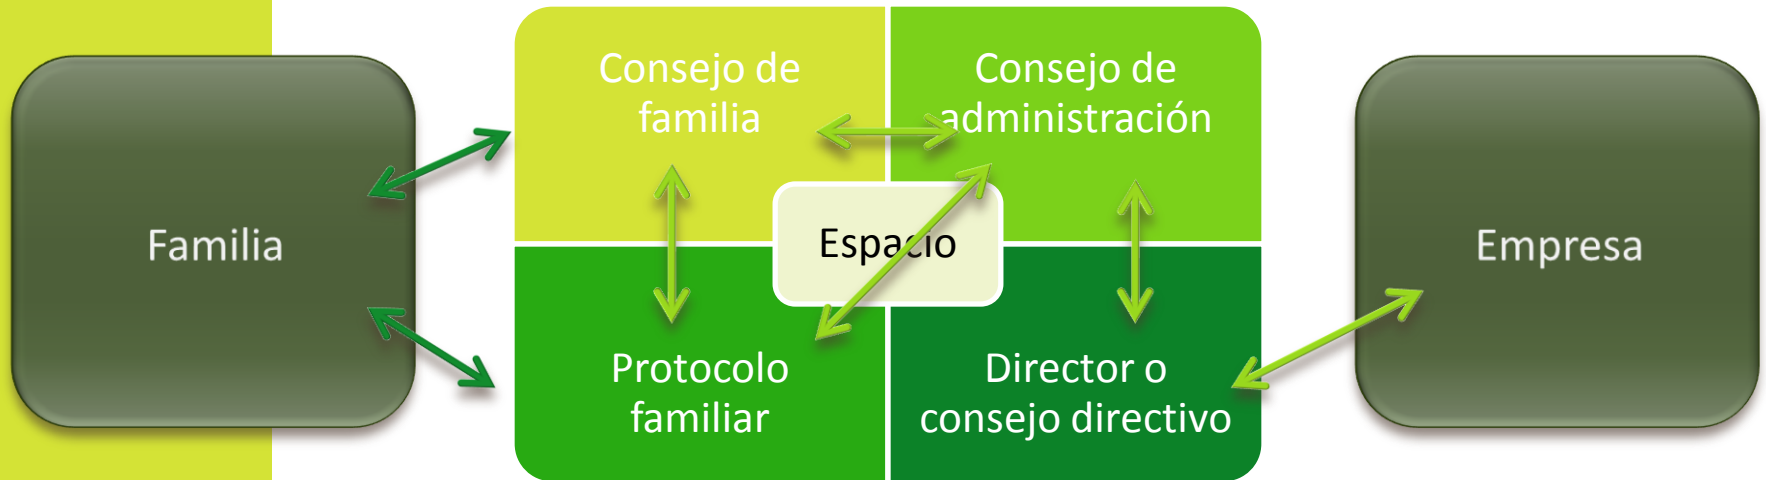 Familia
Consejo de
familia
Consejo de
administración
Espacio
Protocolo
familiar
Director o
consejo directivo
Empresa